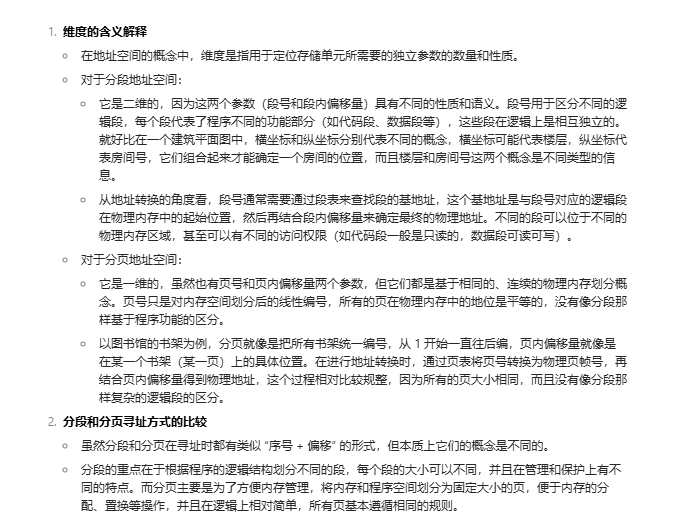 1. 维度的含义解释
在地址空间的概念中，维度是指用于定位存储单元所需要的独立参数的数量和性质。
对于分段地址空间：
它是二维的，因为这两个参数（段号和段内偏移量）具有不同的性质和语义。段号用于区分不同的逻
辑段，每个段代表了程序不同的功能部分（如代码段、数据段等），这些段在逻辑上是相互独立的。
就好比在一个建筑平面图中，横坐标和纵坐标分别代表不同的概念，横坐标可能代表楼层，纵坐标代
表房间号，它们组合起来才能确定一个房间的位置，而且楼层和房间号这两个概念是不同类型的信
息。
从地址转换的角度看，段号通常需要通过段表来查找段的基地址，这个基地址是与段号对应的逻辑段
在物理内存中的起始位置，然后再结合段内偏移量来确定最终的物理地址。不同的段可以位于不同的
物理内存区域，甚至可以有不同的访问权限（如代码段一般是只读的，数据段可读可写）。
对于分页地址空间：
它是一维的，虽然也有页号和页内偏移量两个参数，但它们都是基于相同的、连续的物理内存划分概
念。页号只是对内存空间划分后的线性编号，所有的页在物理内存中的地位是平等的，没有像分段那
样基于程序功能的区分。
以图书馆的书架为例，分页就像是把所有书架统一编号，从 1 开始一直往后编，页内偏移量就像是
在某一个书架（某一页）上的具体位置。在进行地址转换时，通过页表将页号转换为物理页帧号，再
结合页内偏移量得到物理地址，这个过程相对比较规整，因为所有的页大小相同，而且没有像分段那
样复杂的逻辑段的区分。
2. 分段和分页寻址方式的比较
虽然分段和分页在寻址时都有类似 “序号 + 偏移” 的形式，但本质上它们的概念是不同的。
分段的重点在于根据程序的逻辑结构划分不同的段，每个段的大小可以不同，并且在管理和保护上有不
同的特点。而分页主要是为了方便内存管理，将内存和程序空间划分为固定大小的页，便于内存的分
配、置换等操作，并且在逻辑上相对简单，所有页基本遵循相同的规则。